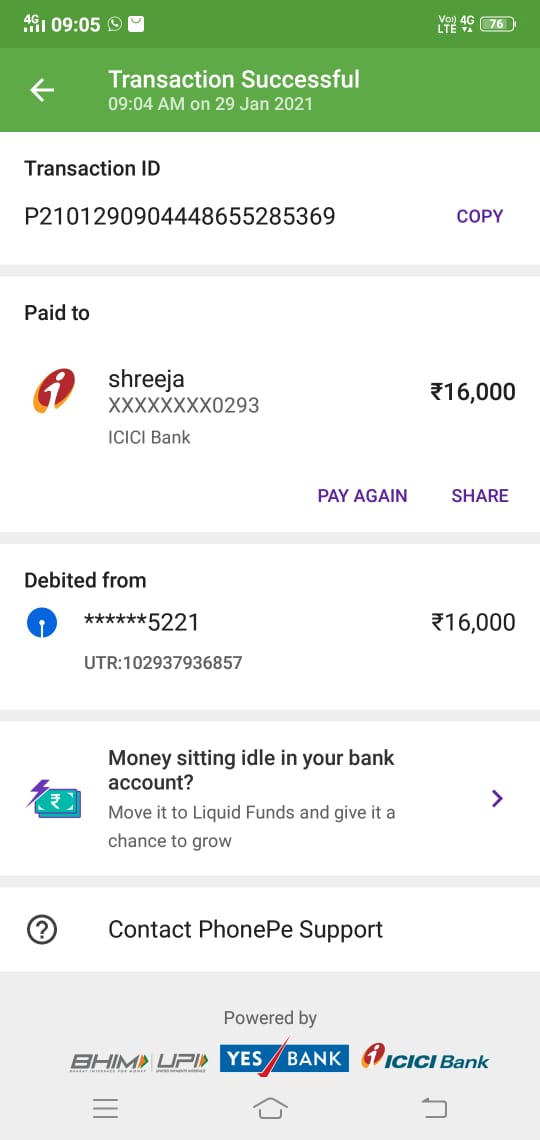 4G 09:05 Vo) 4G LTE 76
Transaction Successful
09:04 AM on 29 Jan 2021
Transaction ID
P2101290904448655285369 COPY
Paid to
shreeja ₹16,000
XXXXXXXX0293
ICICI Bank
PAY AGAIN SHARE
Debited from
******5221 ₹16,000
UTR:102937936857
Money sitting idle in your bank
account?
Move it to Liquid Funds and give it a
chance to grow
Contact PhonePe Support
Powered by
BHIM UPI YES BANK ICICI Bank